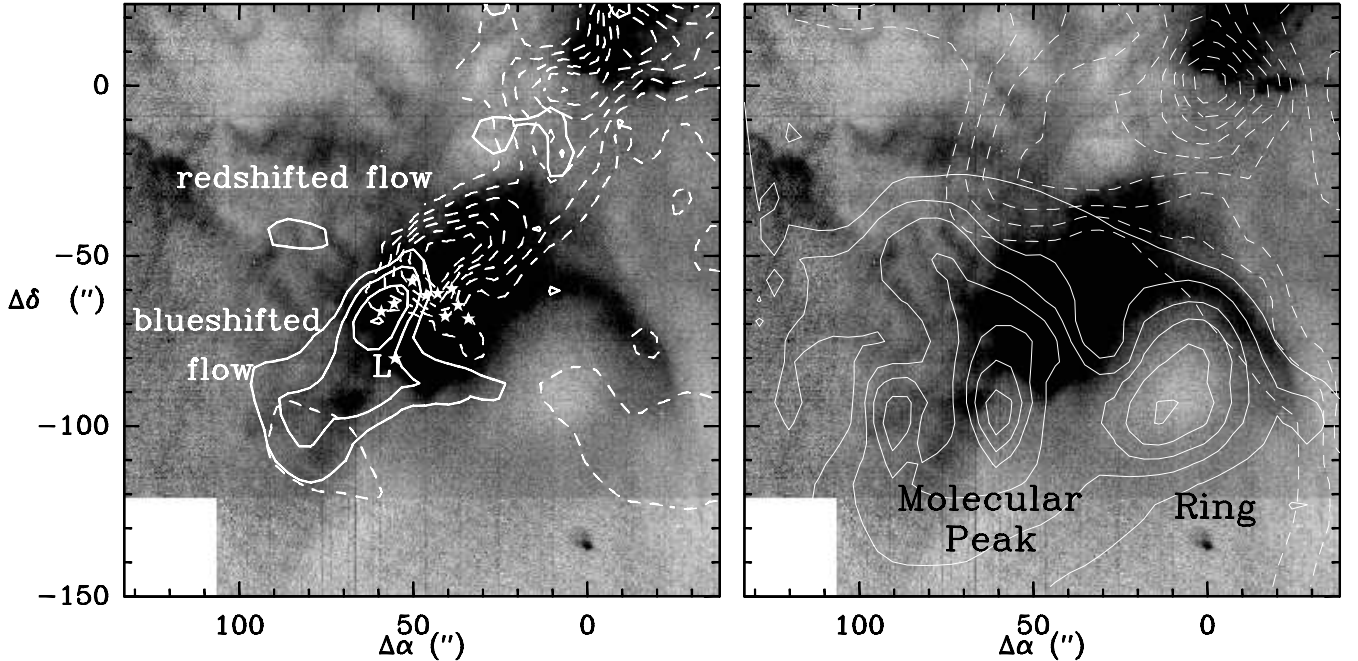 0
redshifted flow
−50
Δδ (″)
blueshifted
flow
L
−100
−150
100
50
0
Δα (″)
Molecular
Peak
Ring
100
50
0
Δα (″)